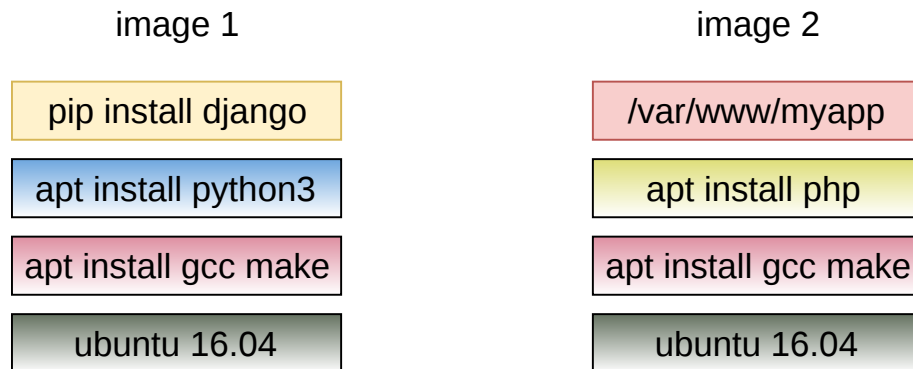 image 1
pip install django
apt install python3
apt install gcc make
ubuntu 16.04
image 2
/var/www/myapp
apt install php
apt install gcc make
ubuntu 16.04